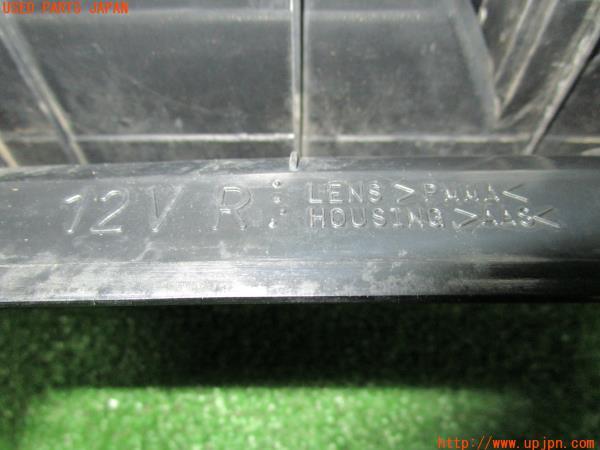 USED PARTS JAPAN
12V R : LENS >PMMA<
HOUSING >AAS<
http://www.upjpn.com